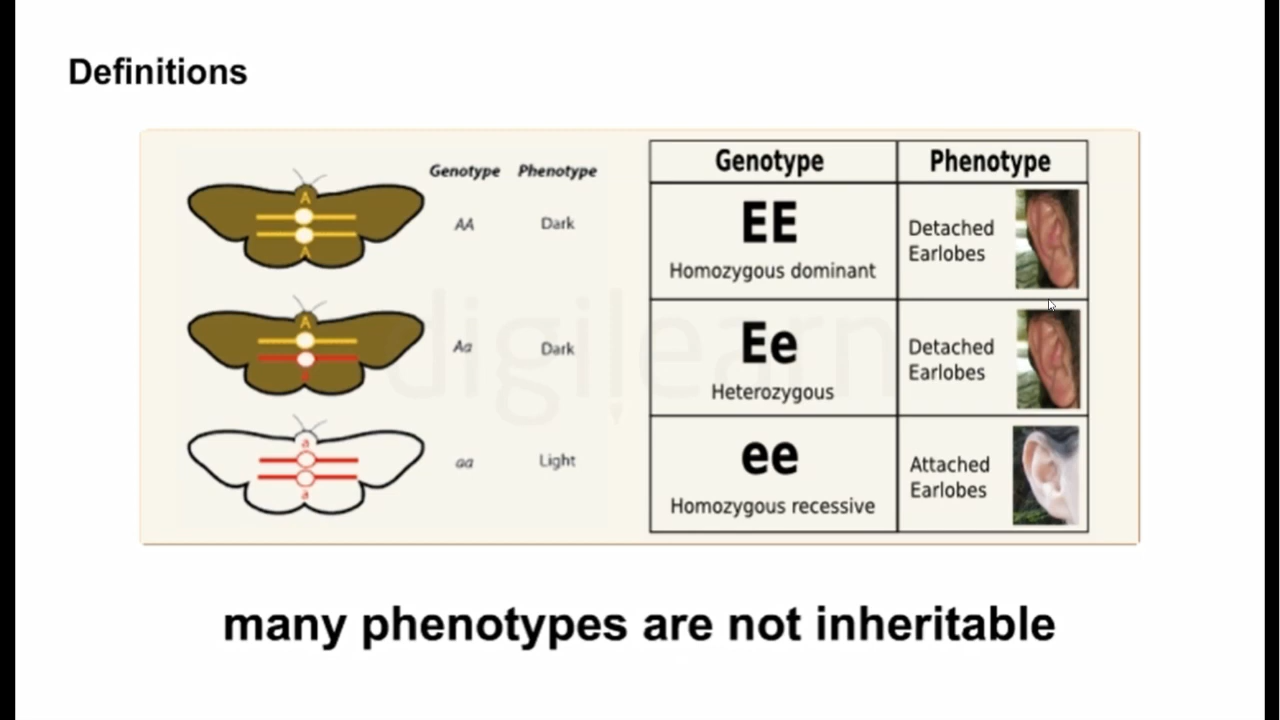 Definitions
Genotype Phenotype
A
A
AA Dark
A
Aa Dark
a
a
aa Light
Genotype Phenotype
EE
Homozygous dominant
Detached
Earlobes
Ee
Heterozygous
Detached
Earlobes
ee
Homozygous recessive
Attached
Earlobes
digilearn
many phenotypes are not inheritable